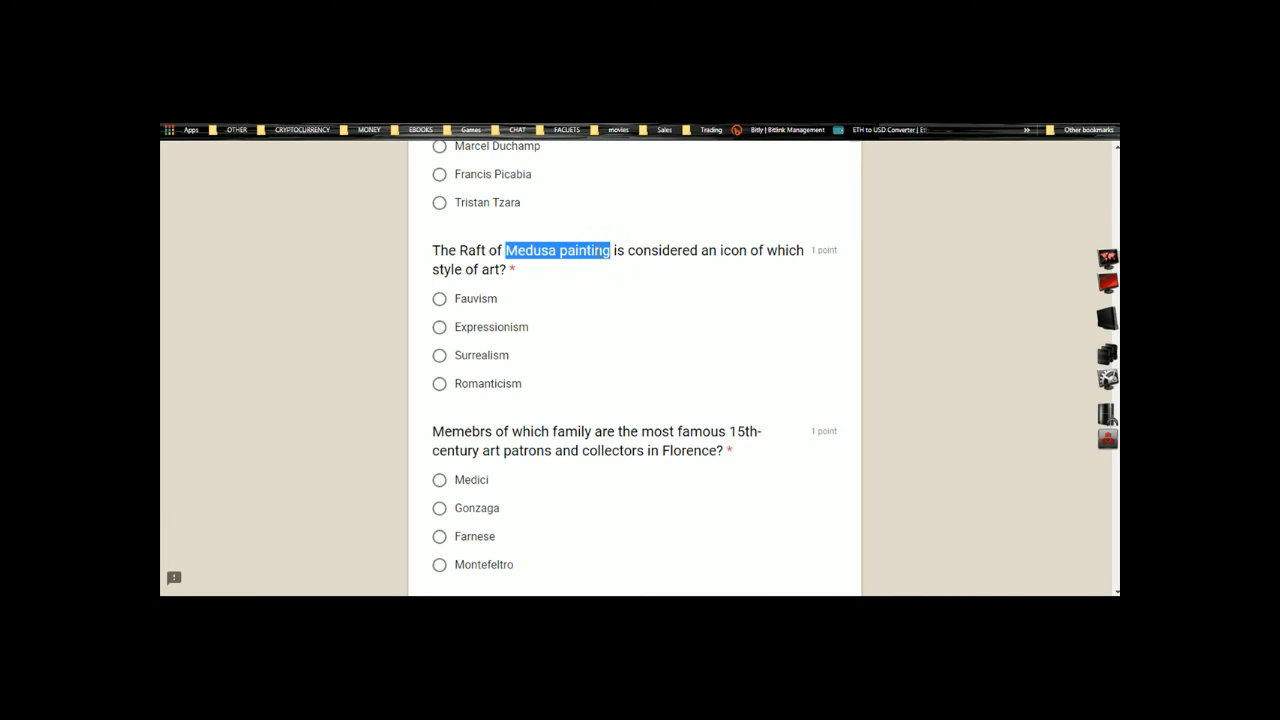 Apps OTHER CRYPTOCURRENCY MONEY EBOOKS Games CHAT FACUETS movies Sales Trading Bitly | Bitlink Management ETH to USD Converter | Et » Other bookmarks
Marcel Duchamp
Francis Picabia
Tristan Tzara
The Raft of Medusa painting is considered an icon of which 1 point
style of art? *
Fauvism
Expressionism
Surrealism
Romanticism
Memebrs of which family are the most famous 15th- 1 point
century art patrons and collectors in Florence? *
Medici
Gonzaga
Farnese
Montefeltro